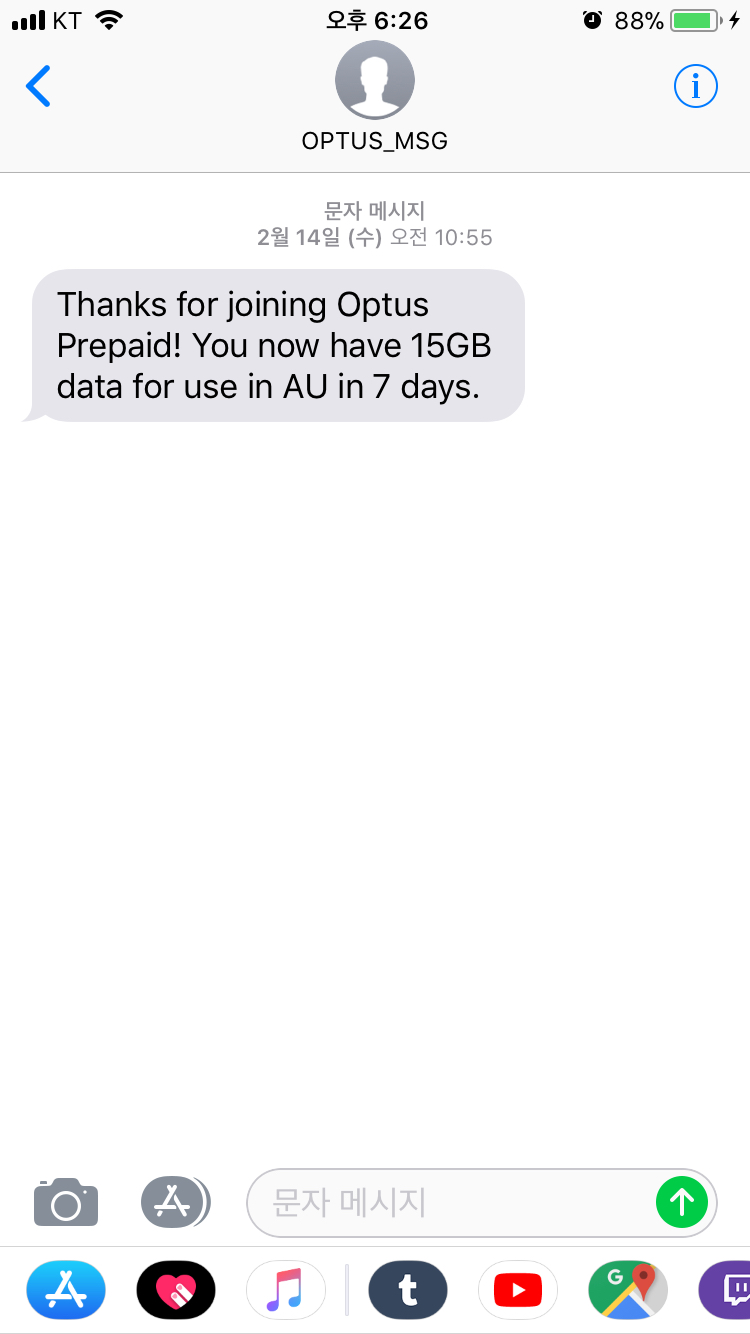 KT 오후 6:26 88%
OPTUS_MSG
문자 메시지
2월 14일 (수) 오전 10:55
Thanks for joining Optus
Prepaid! You now have 15GB
data for use in AU in 7 days.
문자 메시지
t G